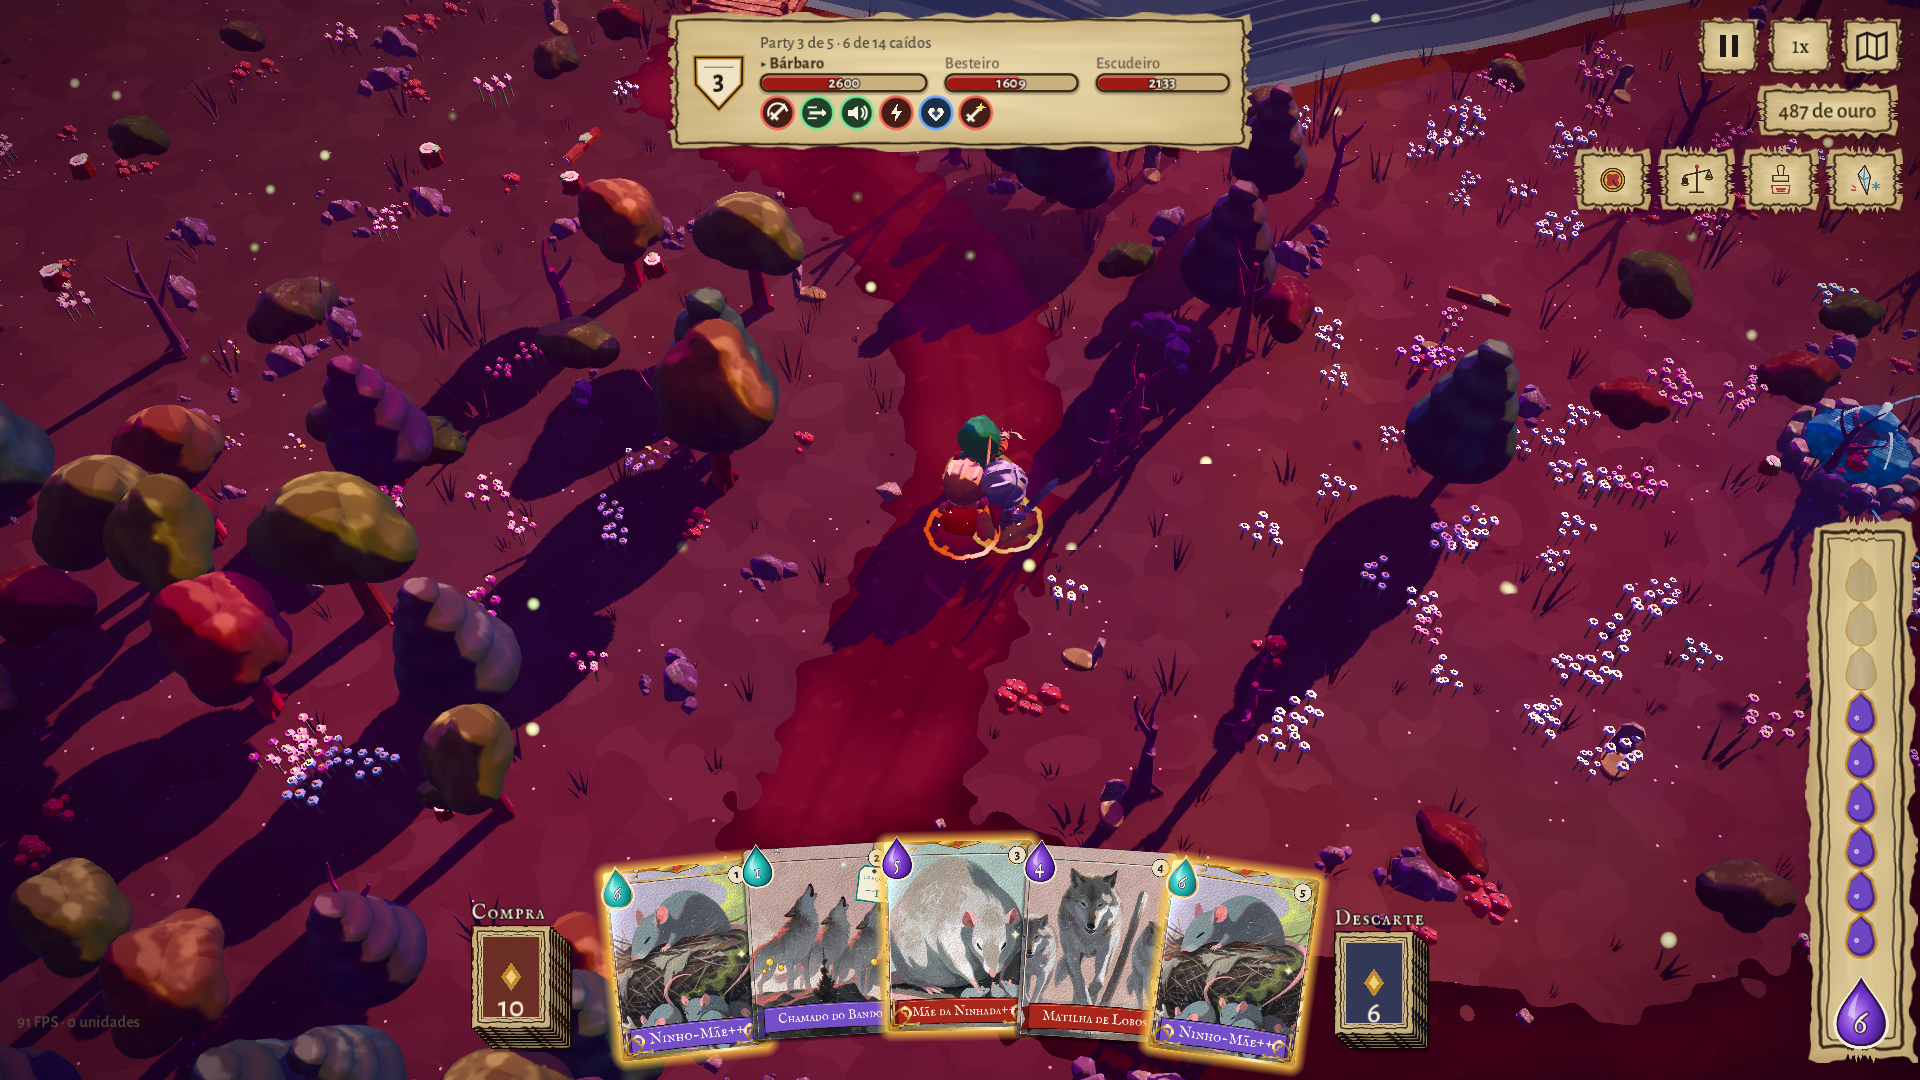 Party 3 de 5 · 6 de 14 caídos
3
Bárbaro
Besteiro
Escudeiro
2600
1609
2133
1x
487 de ouro
Compra
10
6
1
Ninho-Mãe++
1
2
-1
Chamado do Bando
5
3
Mãe da Ninhada+
4
4
Matilha de Lobos
6
5
Ninho-Mãe++
Descarte
6
6
91 FPS · 0 unidades